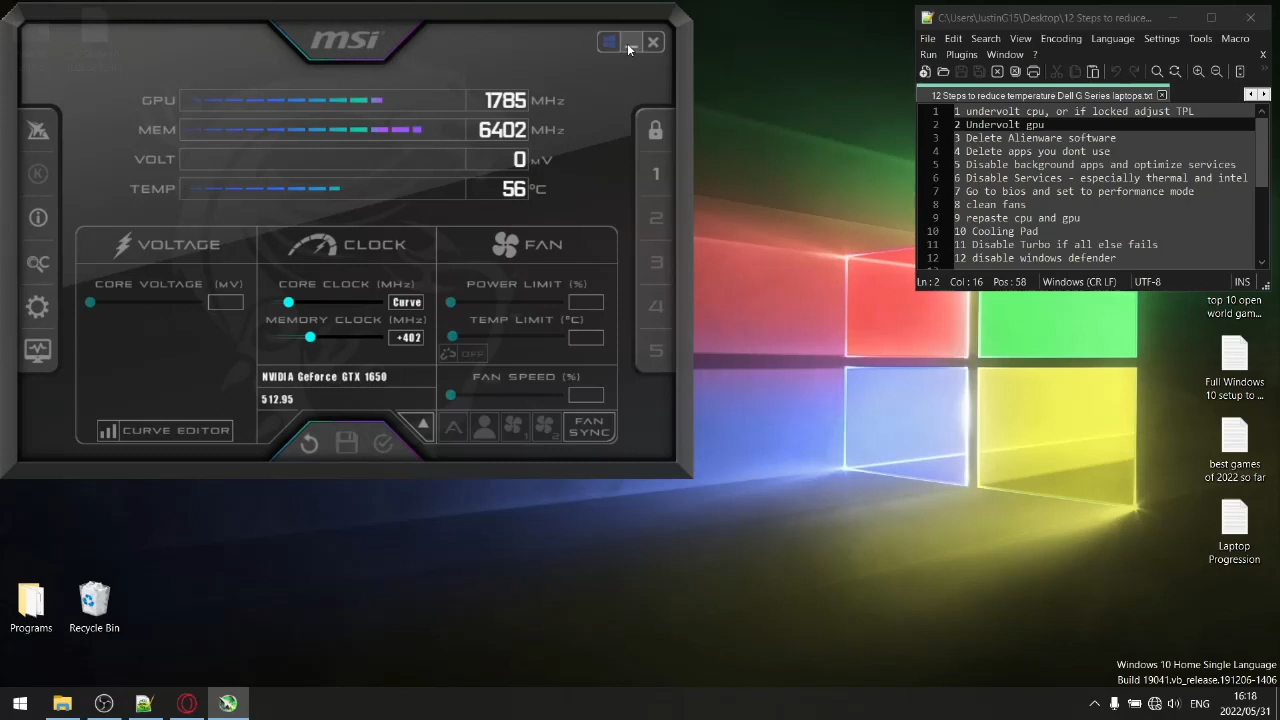 msi
GPU 1785 MHz
MEM 6402 MHz
VOLT 0 mV
TEMP 56 °C
VOLTAGE
CLOCK
FAN
CORE VOLTAGE (MV)
CORE CLOCK (MHz)
Curve
MEMORY CLOCK (MHz)
+402
POWER LIMIT (%)
TEMP LIMIT (°C)
OFF
FAN SPEED (%)
NVIDIA GeForce GTX 1650
512.95
CURVE EDITOR
A
1
2
FAN
SYNC
K
1
2
3
4
5
C:\Users\JustinG15\Desktop\12 Steps to reduce...
File Edit Search View Encoding Language Settings Tools Macro
Run Plugins Window ? X
12 Steps to reduce temperature Dell G Series laptops.txt
1 1 undervolt cpu, or if locked adjust TPL
2 2 Undervolt gpu
3 3 Delete Alienware software
4 4 Delete apps you dont use
5 5 Disable background apps and optimize services
6 6 Disable Services - especially thermal and intel
7 7 Go to bios and set to performance mode
8 8 clean fans
9 9 repaste cpu and gpu
10 10 Cooling Pad
11 11 Disable Turbo if all else fails
12 12 disable windows defender
Ln:2 Col:16 Pos:58 Windows (CR LF) UTF-8 INS
top 10 open
world gam...
Full Windows
10 setup to ...
best games
of 2022 so far
Laptop
Progression
Programs
Recycle Bin
Windows 10 Home Single Language
Build 19041.vb_release.191206-1406
ENG
16:18
2022/05/31